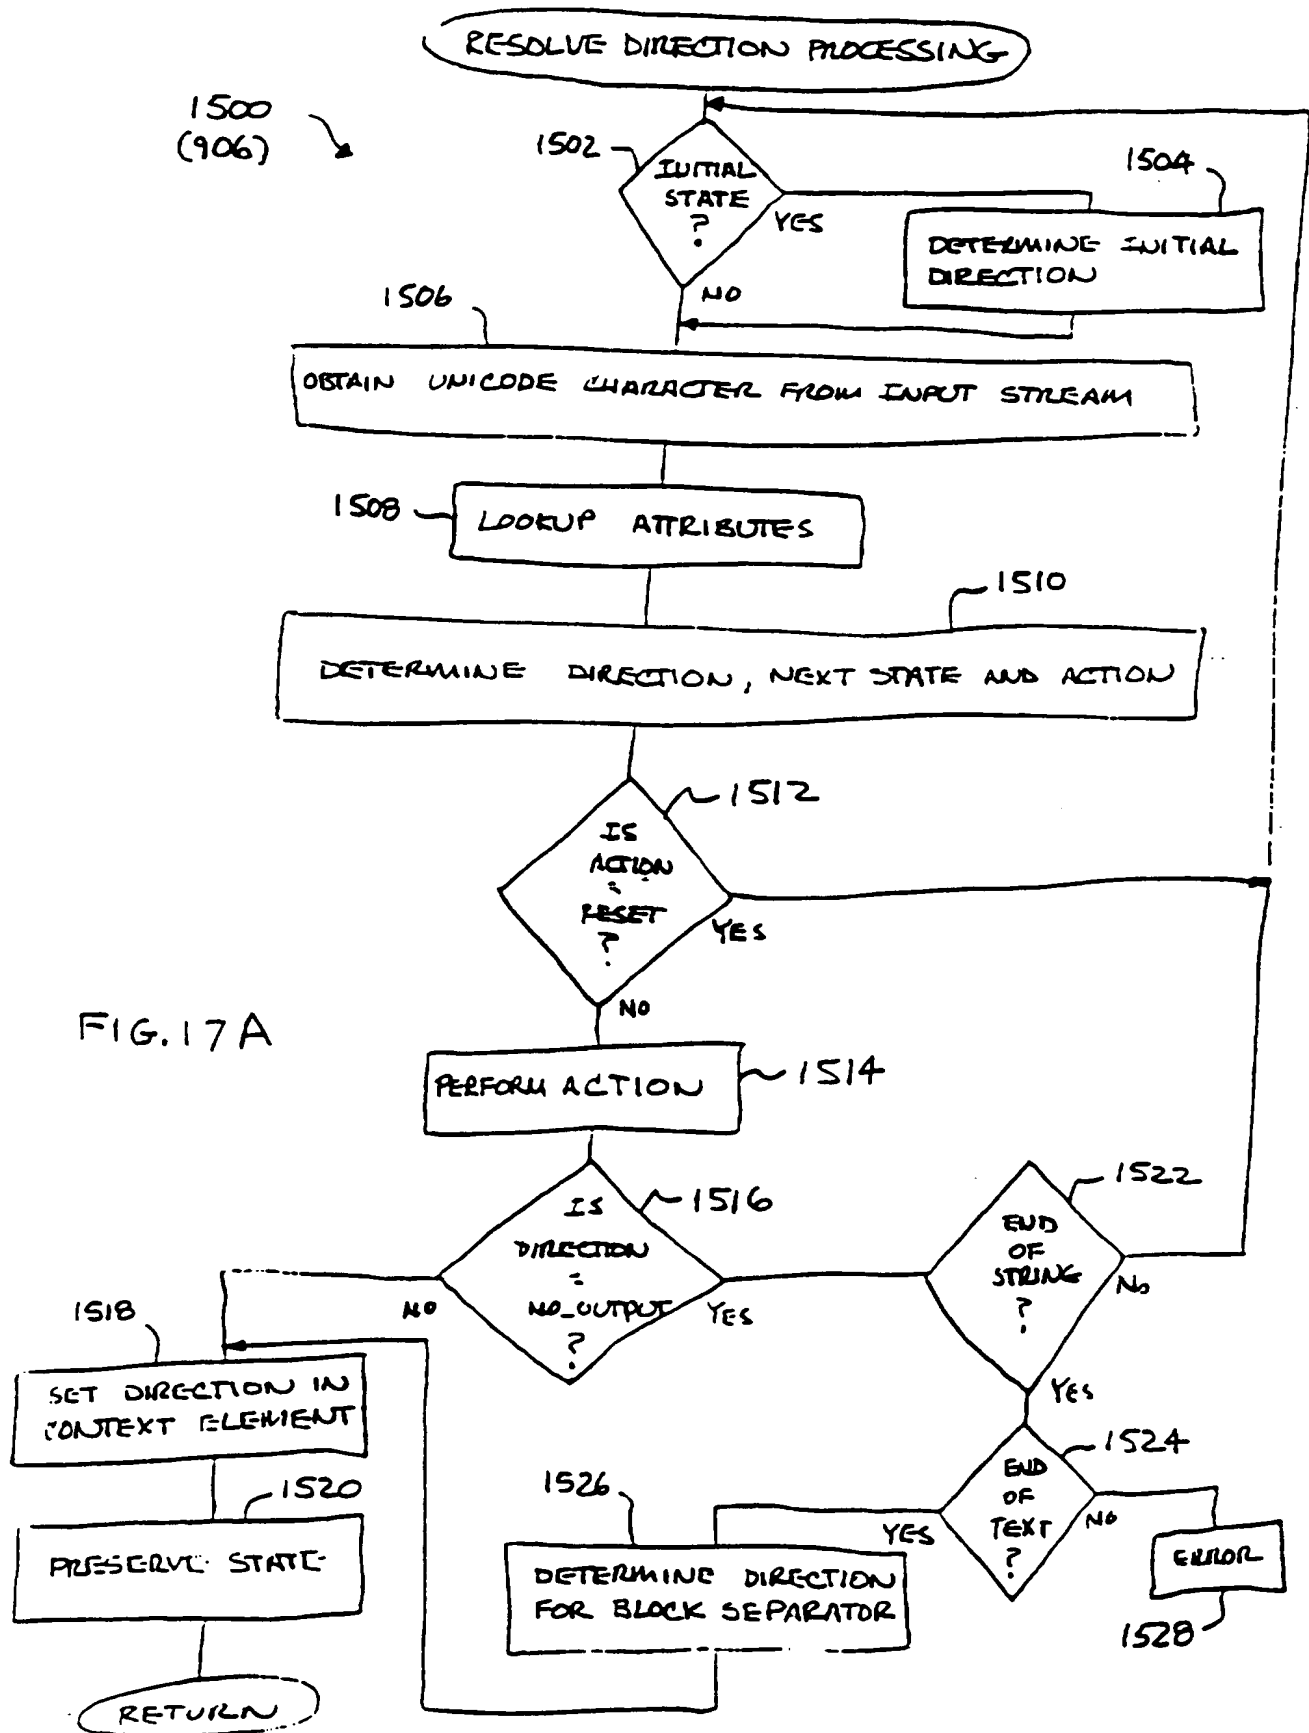 RESOLVE DIRECTION PROCESSING
1500
(906)
1502
INITIAL
STATE
?
YES
NO
1504
DETERMINE INITIAL
DIRECTION
1506
OBTAIN UNICODE CHARACTER FROM INPUT STREAM
1508
LOOKUP ATTRIBUTES
1510
DETERMINE DIRECTION, NEXT STATE AND ACTION
1512
IS
ACTION
=
RESET
?
YES
NO
FIG. 17A
PERFORM ACTION
1514
1516
IS
DIRECTION
=
NO_OUTPUT
?
NO
YES
1522
END
OF
STRING
?
NO
YES
1518
SET DIRECTION IN
CONTEXT ELEMENT
1520
PRESERVE STATE
RETURN
1524
END
OF
TEXT
?
YES
NO
1526
DETERMINE DIRECTION
FOR BLOCK SEPARATOR
ERROR
1528